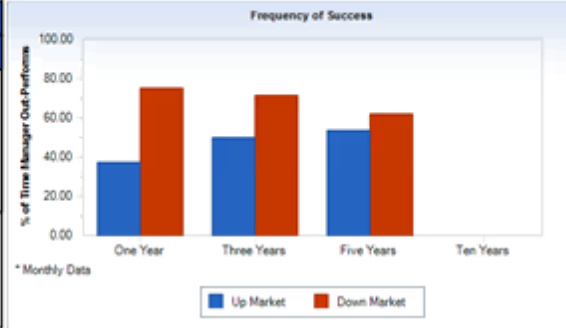 Frequency of Success
% of Time Manager Out-Performs
100.00
80.00
60.00
40.00
20.00
0.00
One Year Three Years Five Years Ten Years
* Monthly Data
Up Market Down Market